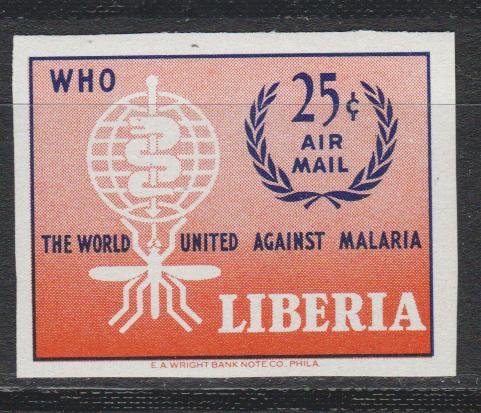 WHO
25¢
AIR
MAIL
THE WORLD UNITED AGAINST MALARIA
LIBERIA
E. A. WRIGHT BANK NOTE CO., PHILA.